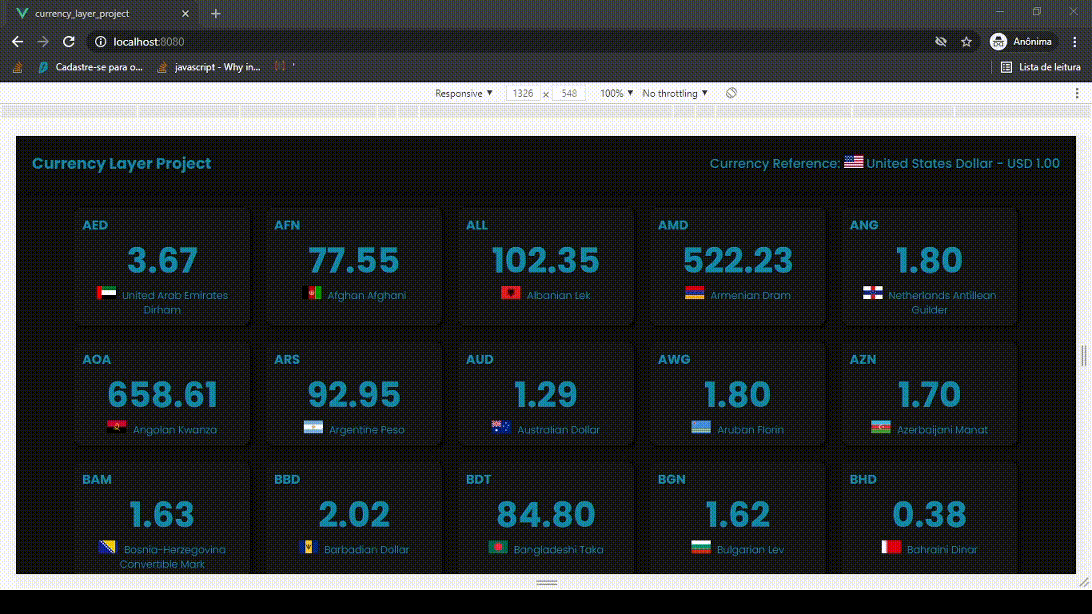 currency_layer_project
localhost:8080
Anônima
Cadastre-se para o...
javascript - Why in...
Lista de leitura
Responsive ▼ 1326 x 548 100% ▼ No throttling ▼
Currency Layer Project
Currency Reference: United States Dollar - USD 1.00
AED
3.67
United Arab Emirates
Dirham
AFN
77.55
Afghan Afghani
ALL
102.35
Albanian Lek
AMD
522.23
Armenian Dram
ANG
1.80
Netherlands Antillean
Guilder
AOA
658.61
Angolan Kwanza
ARS
92.95
Argentine Peso
AUD
1.29
Australian Dollar
AWG
1.80
Aruban Florin
AZN
1.70
Azerbaijani Manat
BAM
1.63
Bosnia-Herzegovina
Convertible Mark
BBD
2.02
Barbadian Dollar
BDT
84.80
Bangladeshi Taka
BGN
1.62
Bulgarian Lev
BHD
0.38
Bahraini Dinar